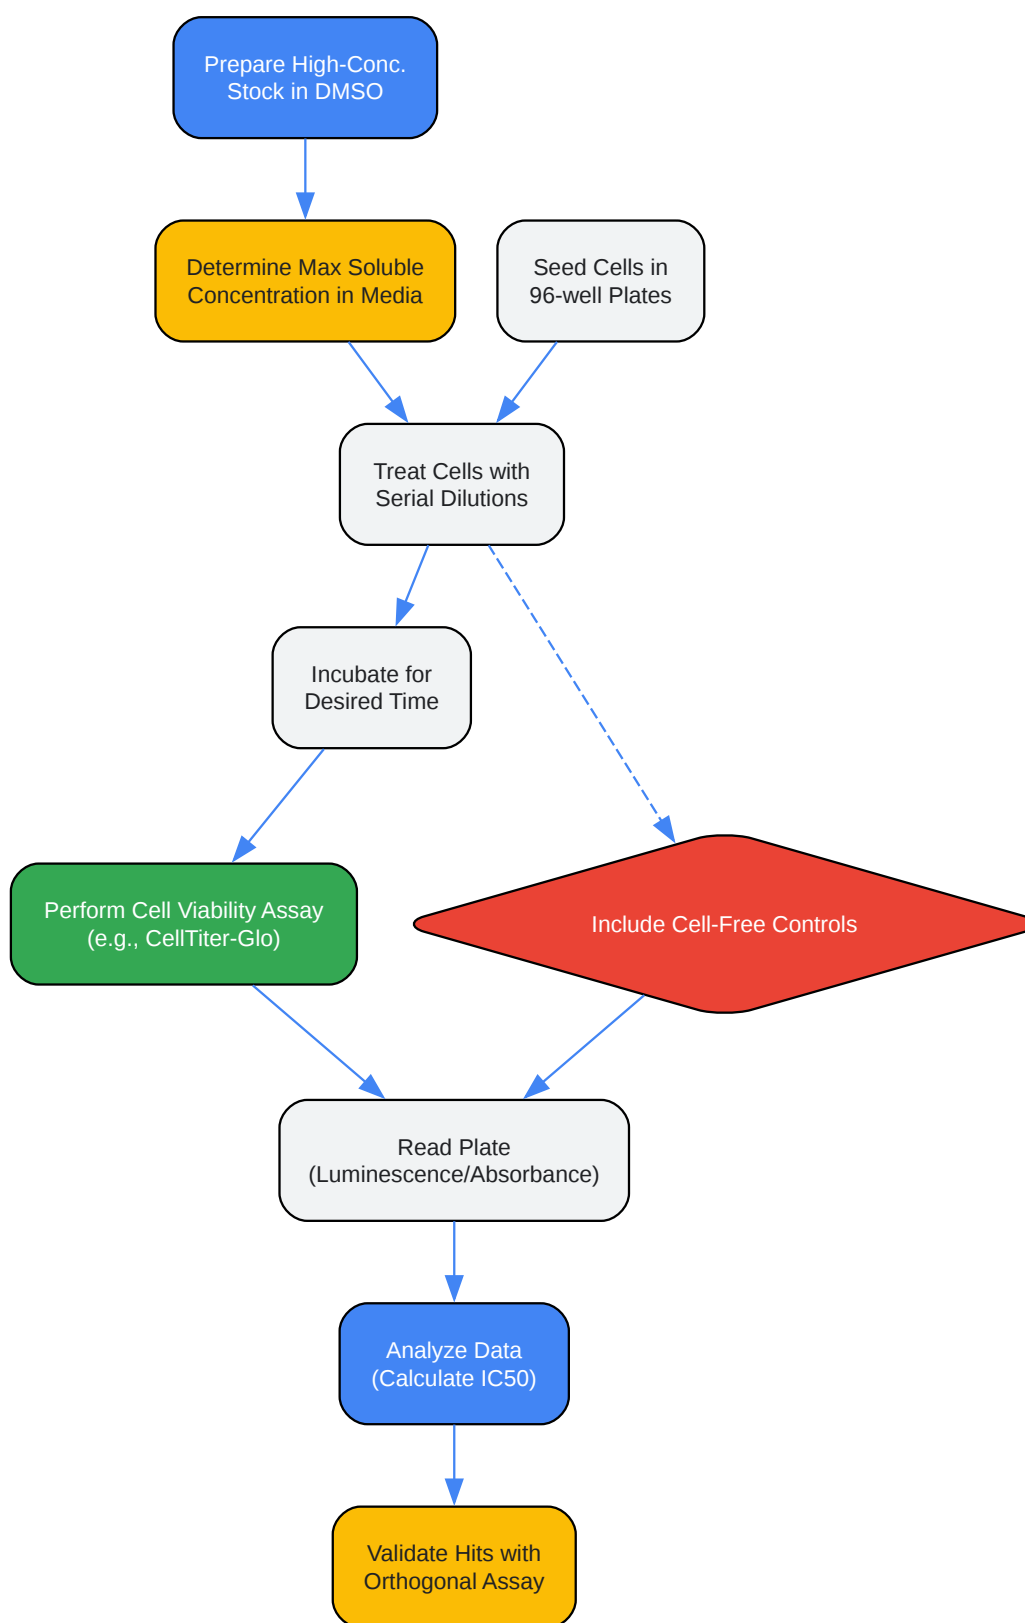 Prepare High-Conc.
Stock in DMSO
Determine Max Soluble
Concentration in Media
Seed Cells in
96-well Plates
Treat Cells with
Serial Dilutions
Incubate for
Desired Time
Perform Cell Viability Assay
(e.g., CellTiter-Glo)
Include Cell-Free Controls
Read Plate
(Luminescence/Absorbance)
Analyze Data
(Calculate IC50)
Validate Hits with
Orthogonal Assay